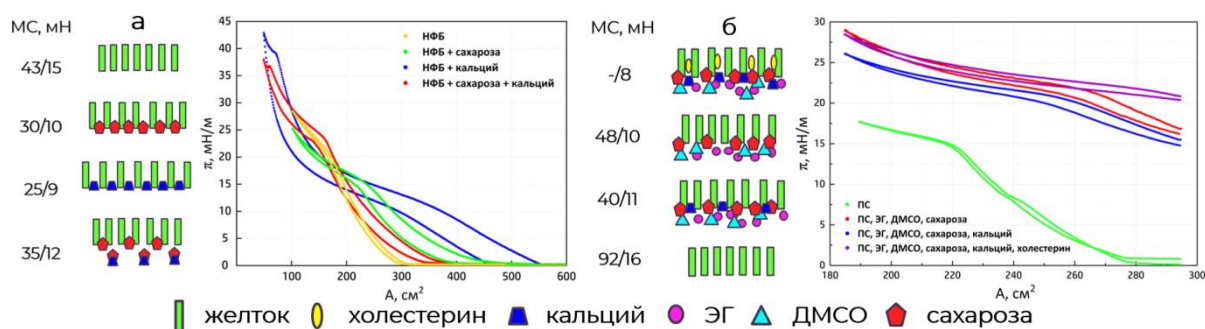 МС, мН
а
43/15
30/10
25/9
35/12
π, мН/м
45
40
35
30
25
20
15
10
5
0
НФБ
НФБ + сахароза
НФБ + кальций
НФБ + сахароза + кальций
100 200 300 400 500 600
A, см²
МС, мН
б
-/8
48/10
40/11
92/16
π, мН/м
30
25
20
15
10
5
0
ПС
ПС, ЭГ, ДМСО, сахароза
ПС, ЭГ, ДМСО, сахароза, кальций
ПС, ЭГ, ДМСО, сахароза, кальций, холестерин
180 200 220 240 260 280 300
A, см²
желток холестерин кальций ЭГ ДМСО сахароза